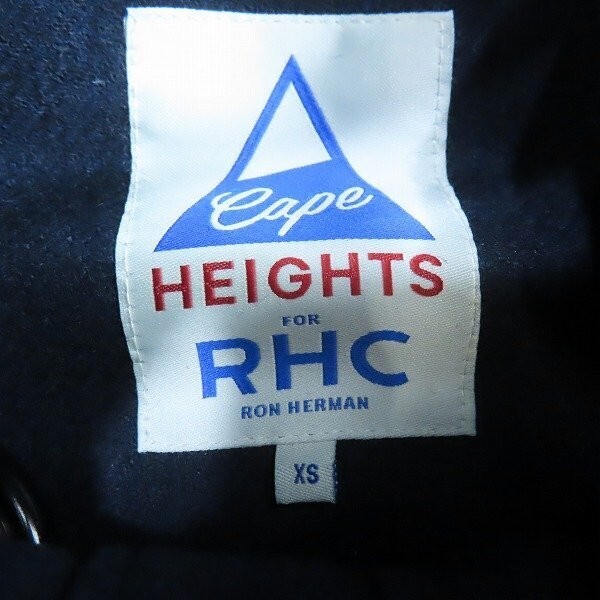 Cape
HEIGHTS
FOR
RHC
RON HERMAN
XS